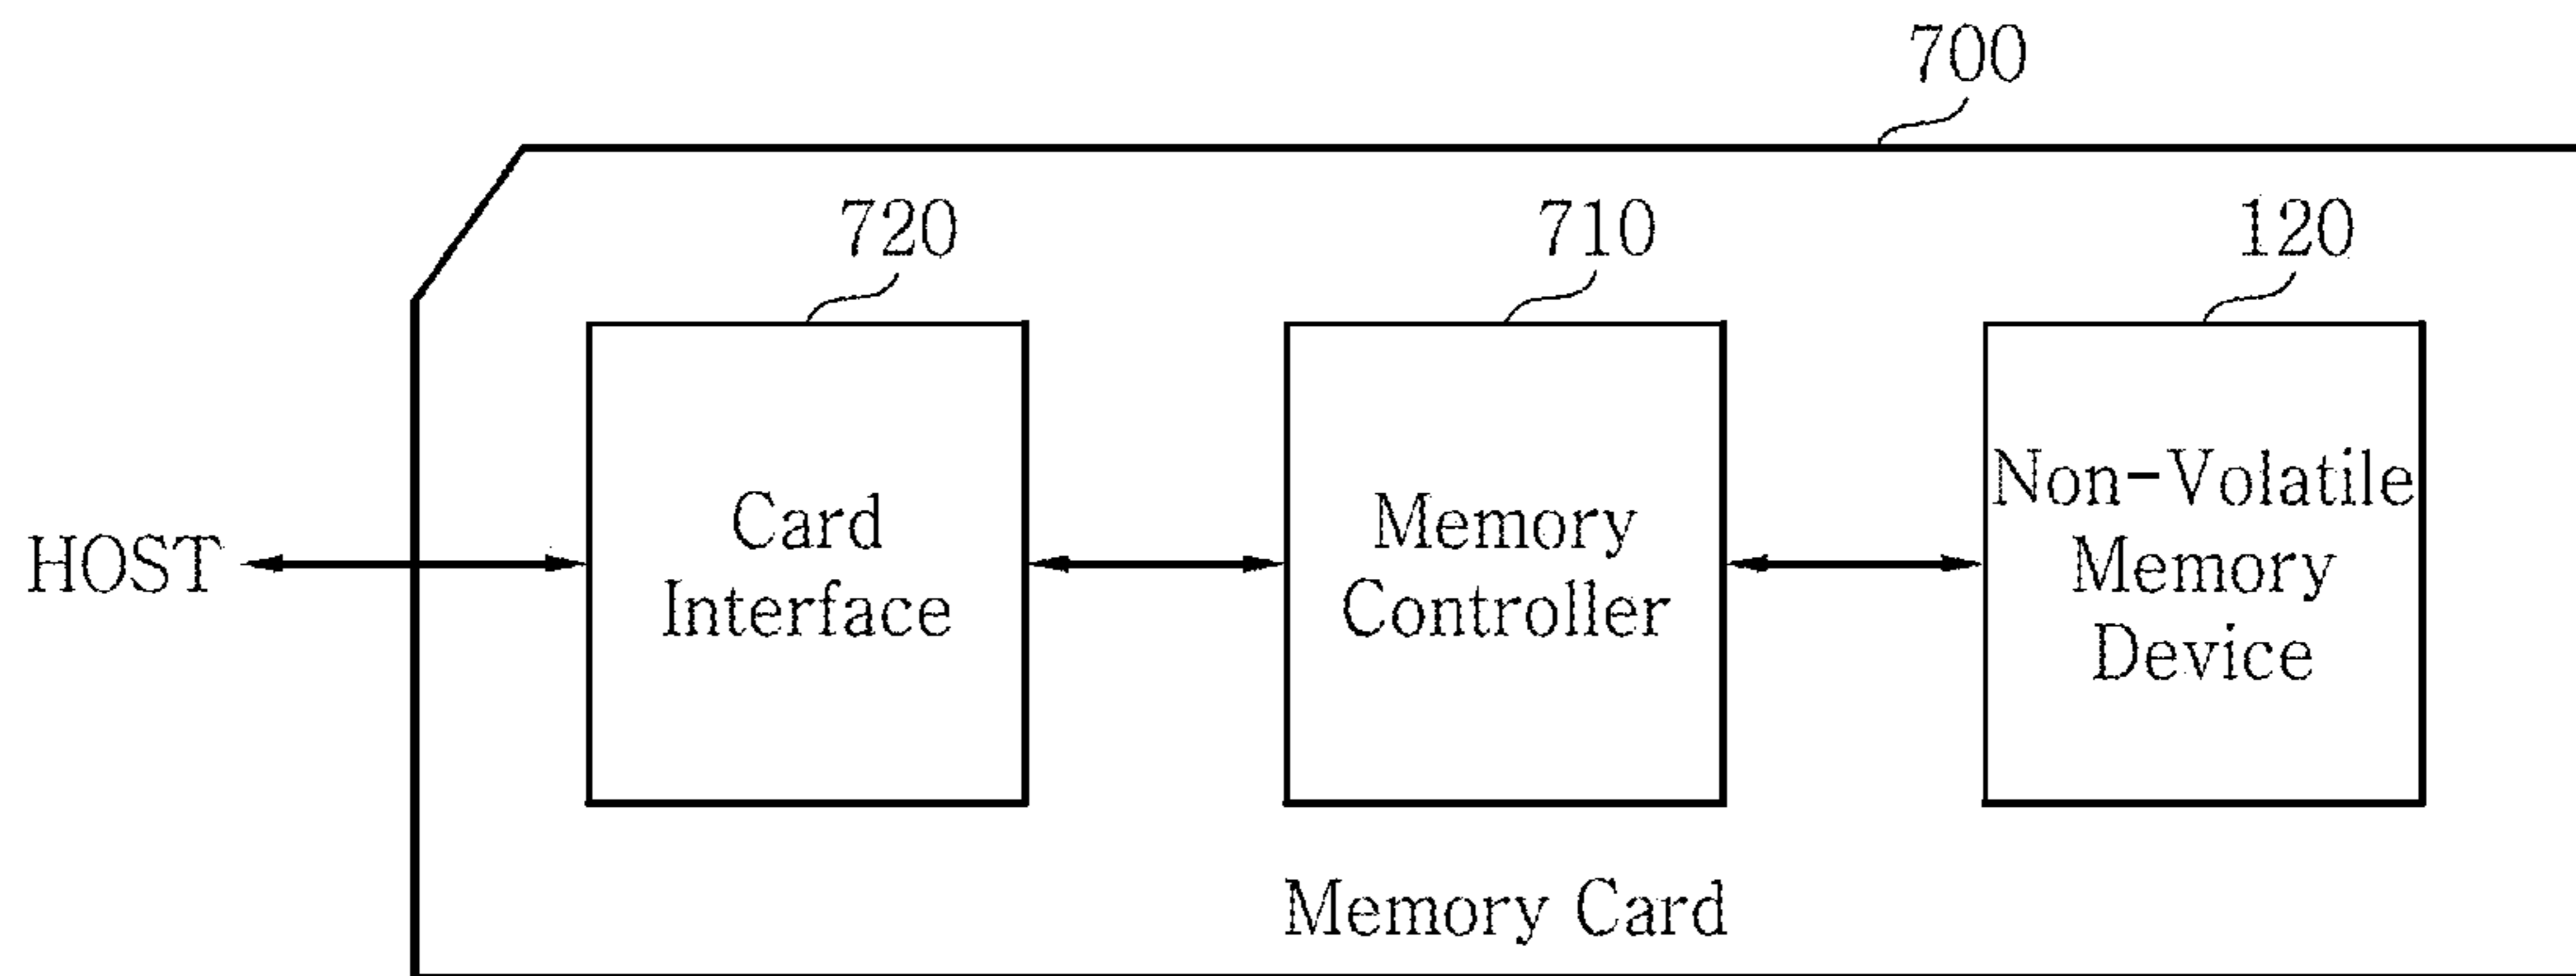 700
720
710
120
HOST
Card
Interface
Memory
Controller
Non-Volatile
Memory
Device
Memory Card